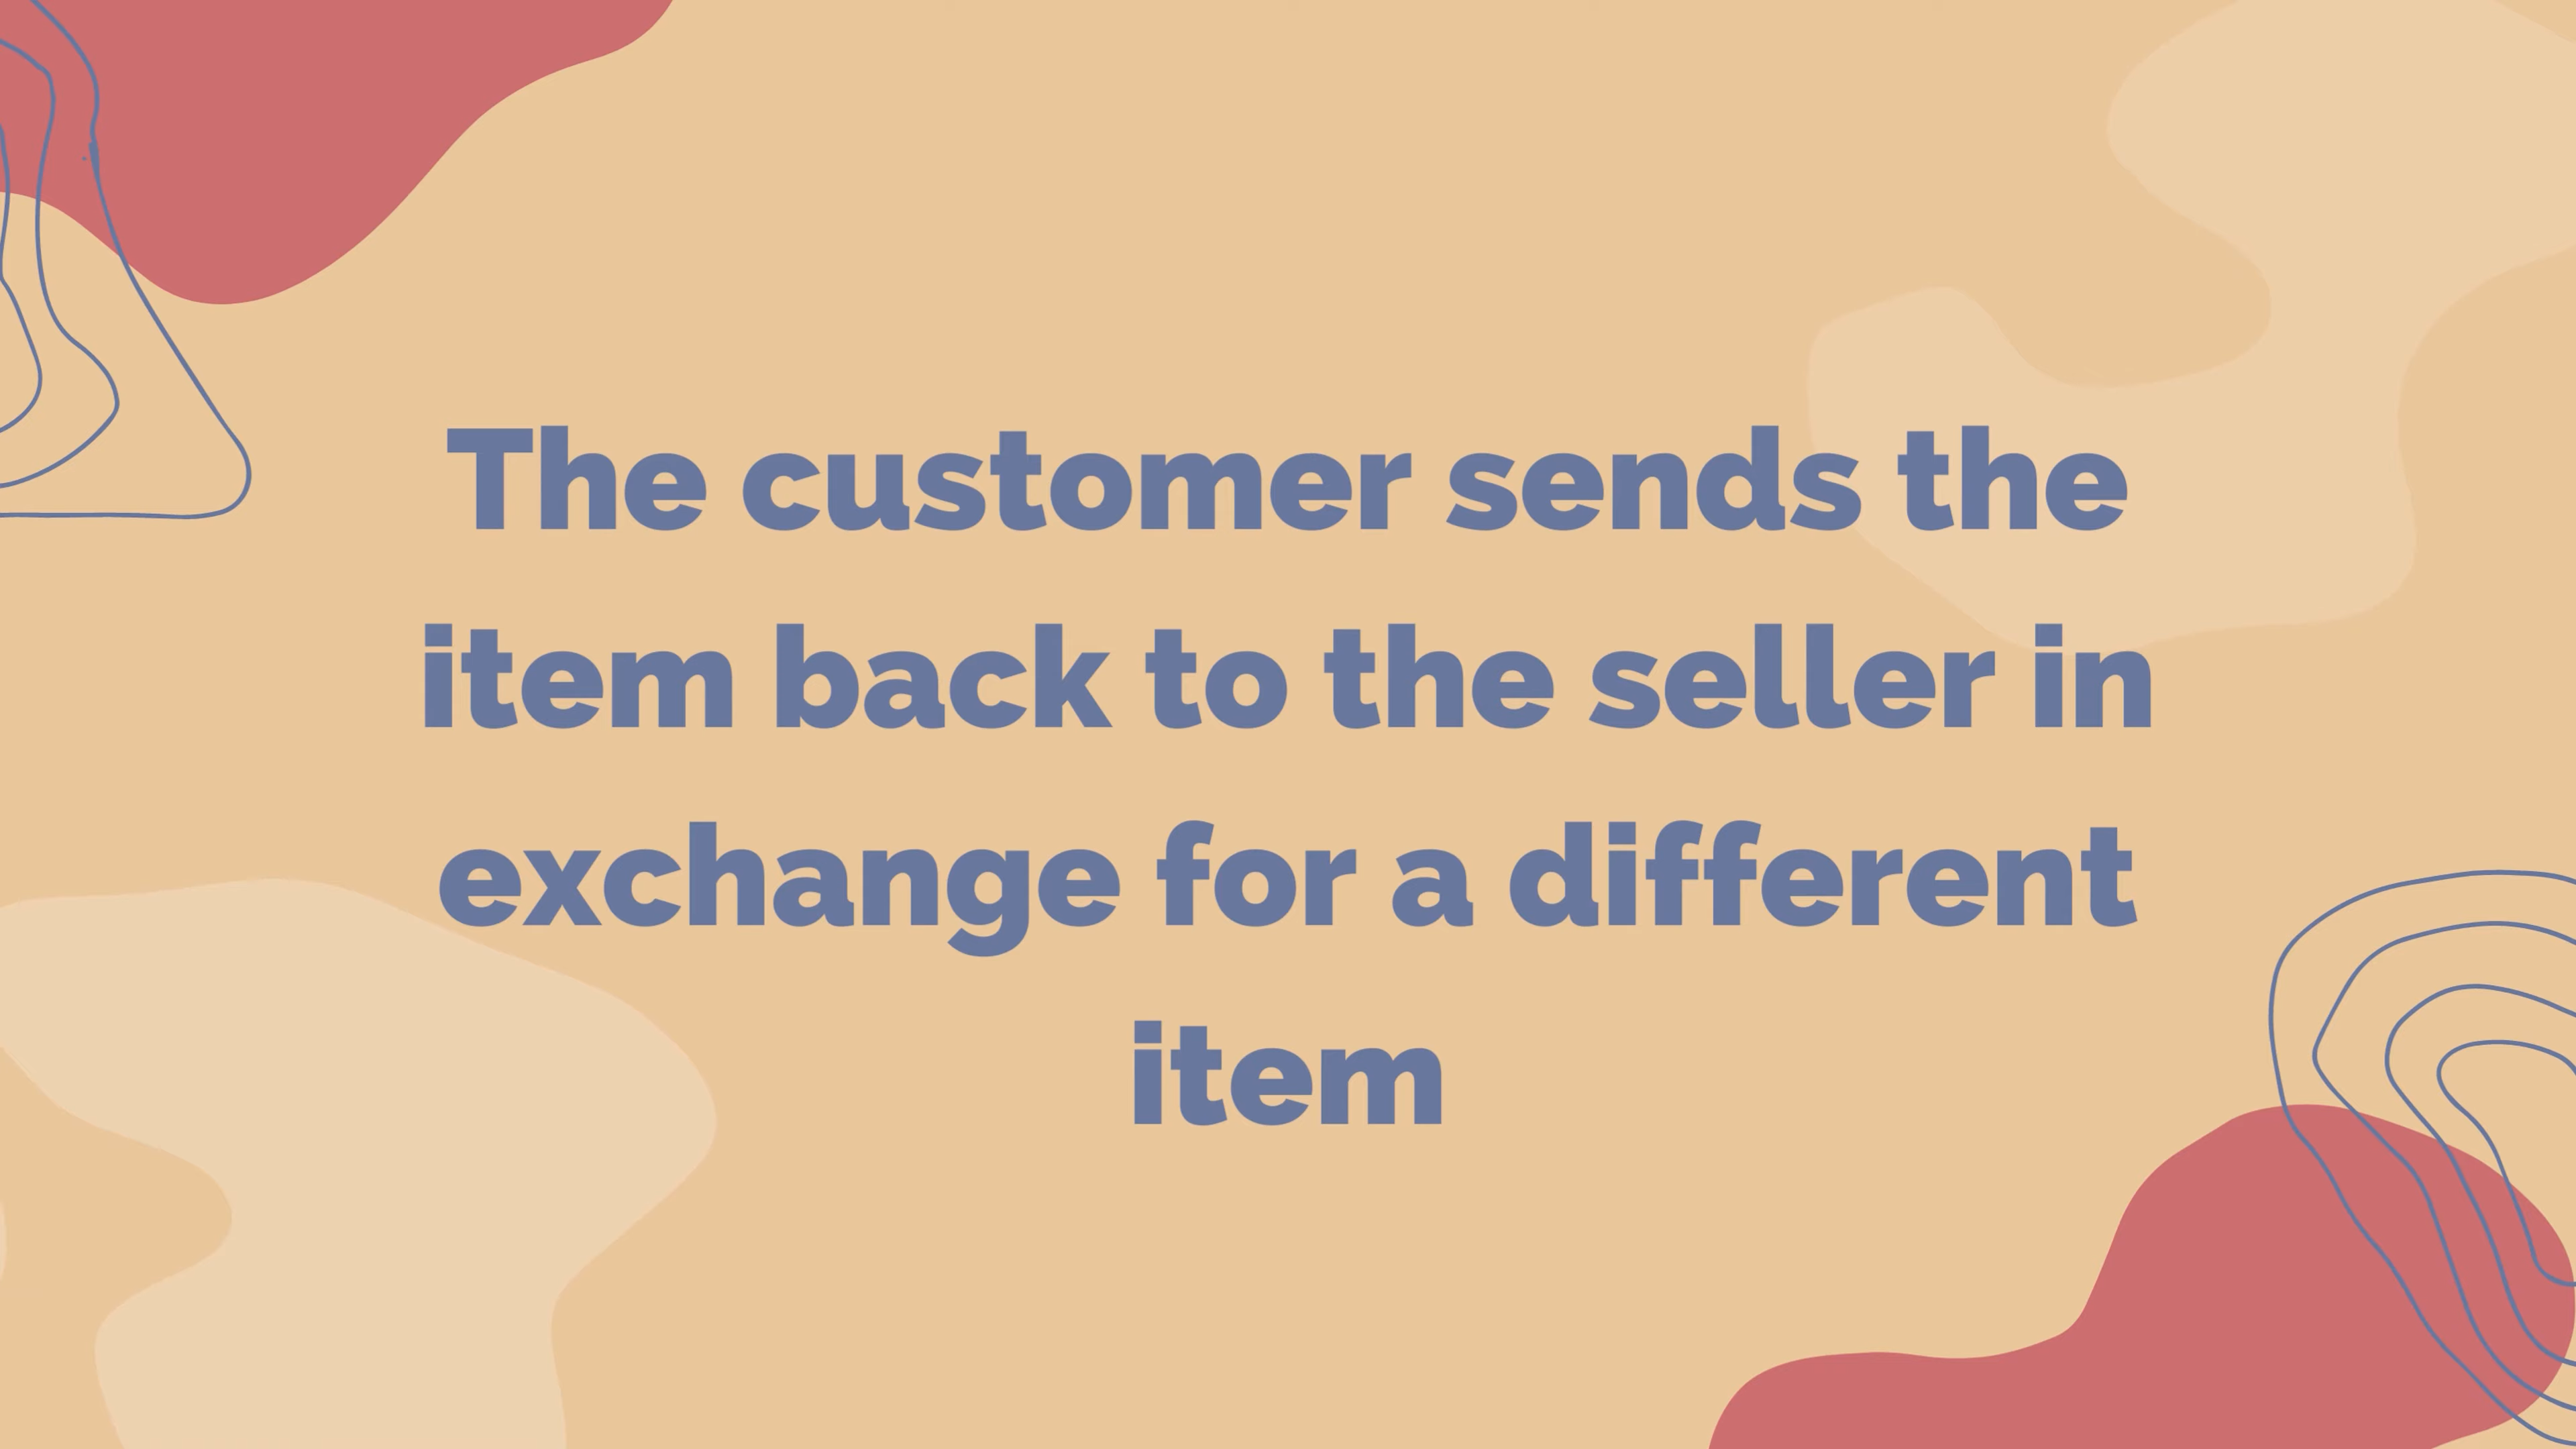 The customer sends the
item back to the seller in
exchange for a different
item